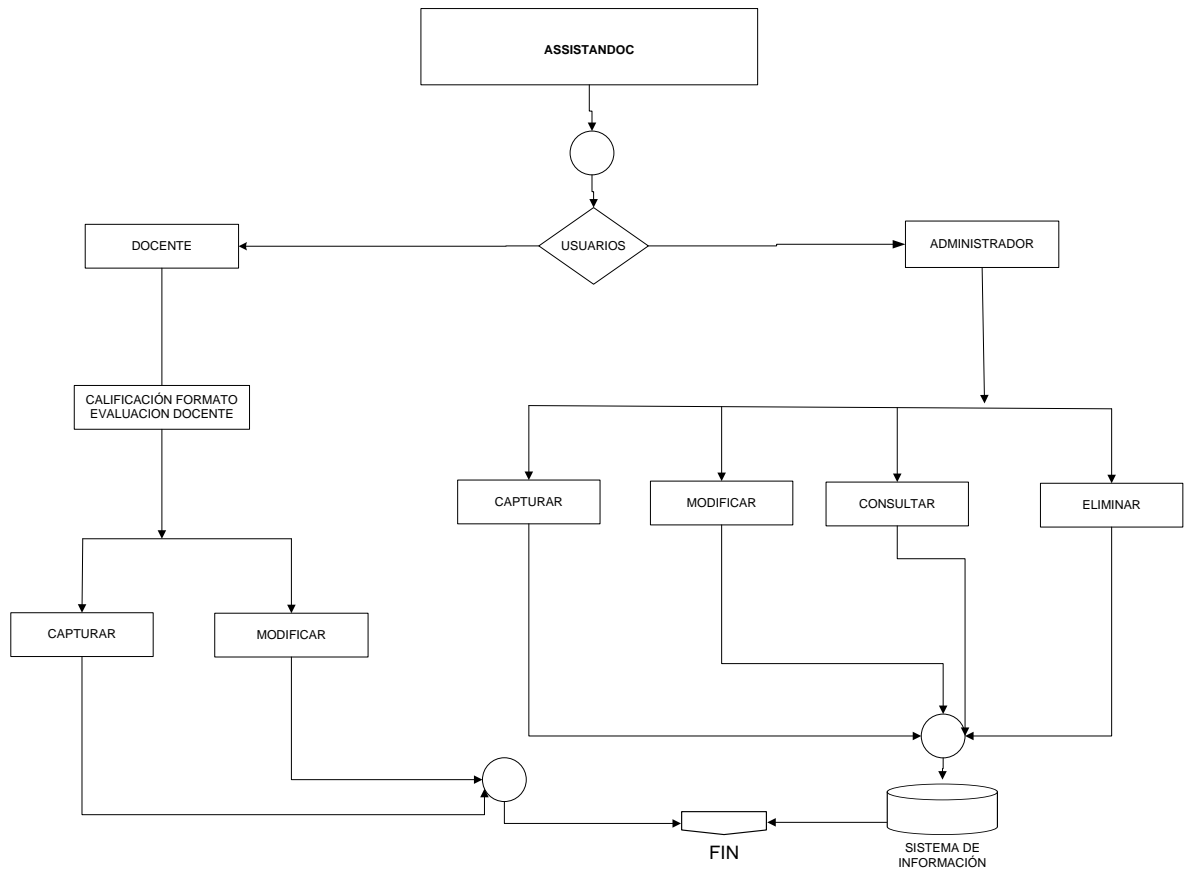 ASSISTANDOC
DOCENTE
USUARIOS
ADMINISTRADOR
CALIFICACIÓN FORMATO
EVALUACION DOCENTE
CAPTURAR
MODIFICAR
CONSULTAR
ELIMINAR
CAPTURAR
MODIFICAR
FIN
SISTEMA DE
INFORMACIÓN